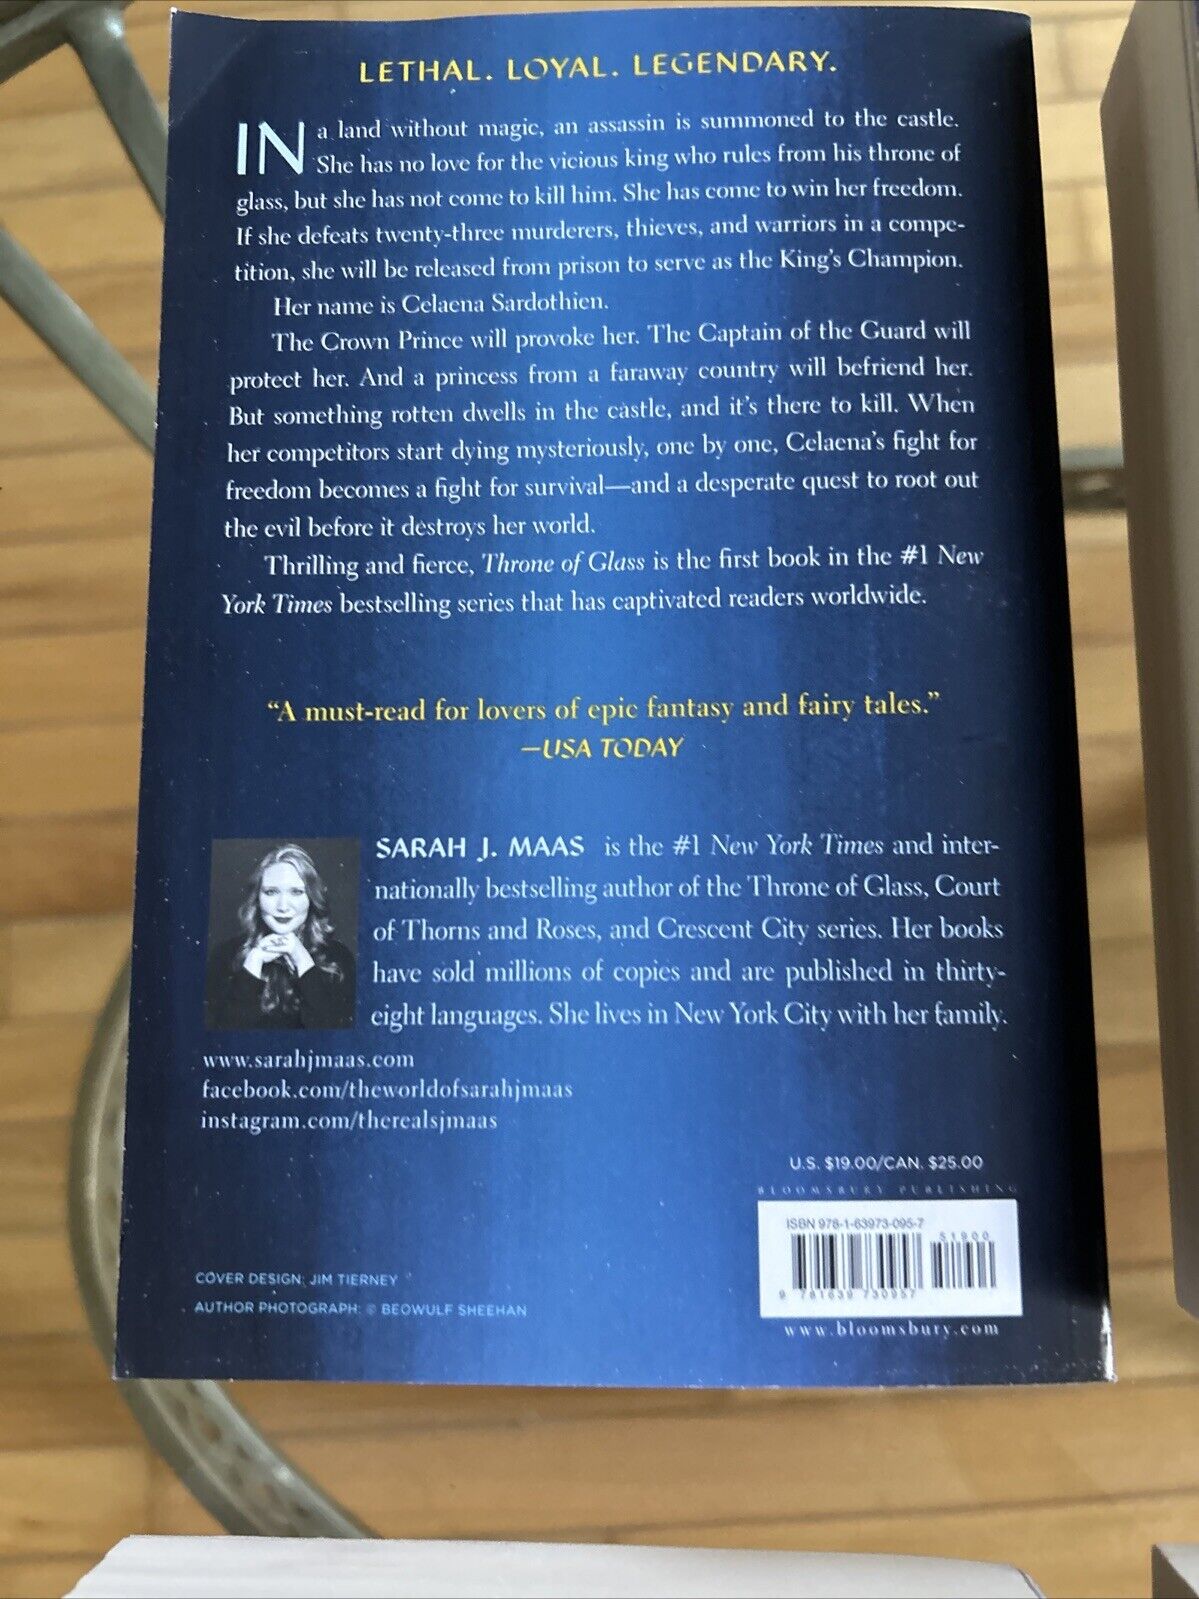 LETHAL. LOYAL. LEGENDARY.
IN a land without magic, an assassin is summoned to the castle.
She has no love for the vicious king who rules from his throne of
glass, but she has not come to kill him. She has come to win her freedom.
If she defeats twenty-three murderers, thieves, and warriors in a compe-
tition, she will be released from prison to serve as the King's Champion.
Her name is Celaena Sardothien.
The Crown Prince will provoke her. The Captain of the Guard will
protect her. And a princess from a faraway country will befriend her.
But something rotten dwells in the castle, and it's there to kill. When
her competitors start dying mysteriously, one by one, Celaena's fight for
freedom becomes a fight for survival—and a desperate quest to root out
the evil before it destroys her world.
Thrilling and fierce, Throne of Glass is the first book in the #1 New
York Times bestselling series that has captivated readers worldwide.
“A must-read for lovers of epic fantasy and fairy tales.”
—USA TODAY
SARAH J. MAAS is the #1 New York Times and inter-
nationally bestselling author of the Throne of Glass, Court
of Thorns and Roses, and Crescent City series. Her books
have sold millions of copies and are published in thirty-
eight languages. She lives in New York City with her family.
www.sarahjmaas.com
facebook.com/theworldofsarahjmaas
instagram.com/therealsjmaas
U.S. $19.00/CAN. $25.00
BLOOMSBURY PUBLISHING
ISBN 978-1-63973-095-7
51900
9 781639 730957
www.bloomsbury.com
COVER DESIGN: JIM TIERNEY
AUTHOR PHOTOGRAPH: © BEOWULF SHEEHAN